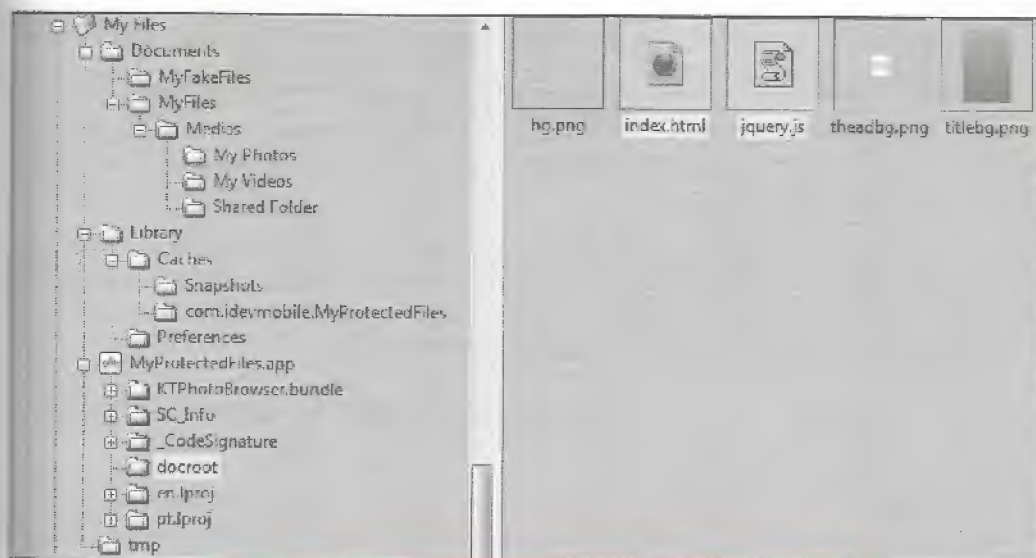 My Files
Documents
MyFakeFiles
MyFiles
Medias
My Photos
My Videos
Shared Folder
Library
Caches
Snapshots
com.idevmobile.MyProtectedFiles
Preferences
MyProtectedFiles.app
KTPhotoBrowser.bundle
SC_Info
_CodeSignature
docroot
en.lproj
pt.lproj
tmp
bg.png
index.html
jquery.js
theadbg.png
titlebg.png